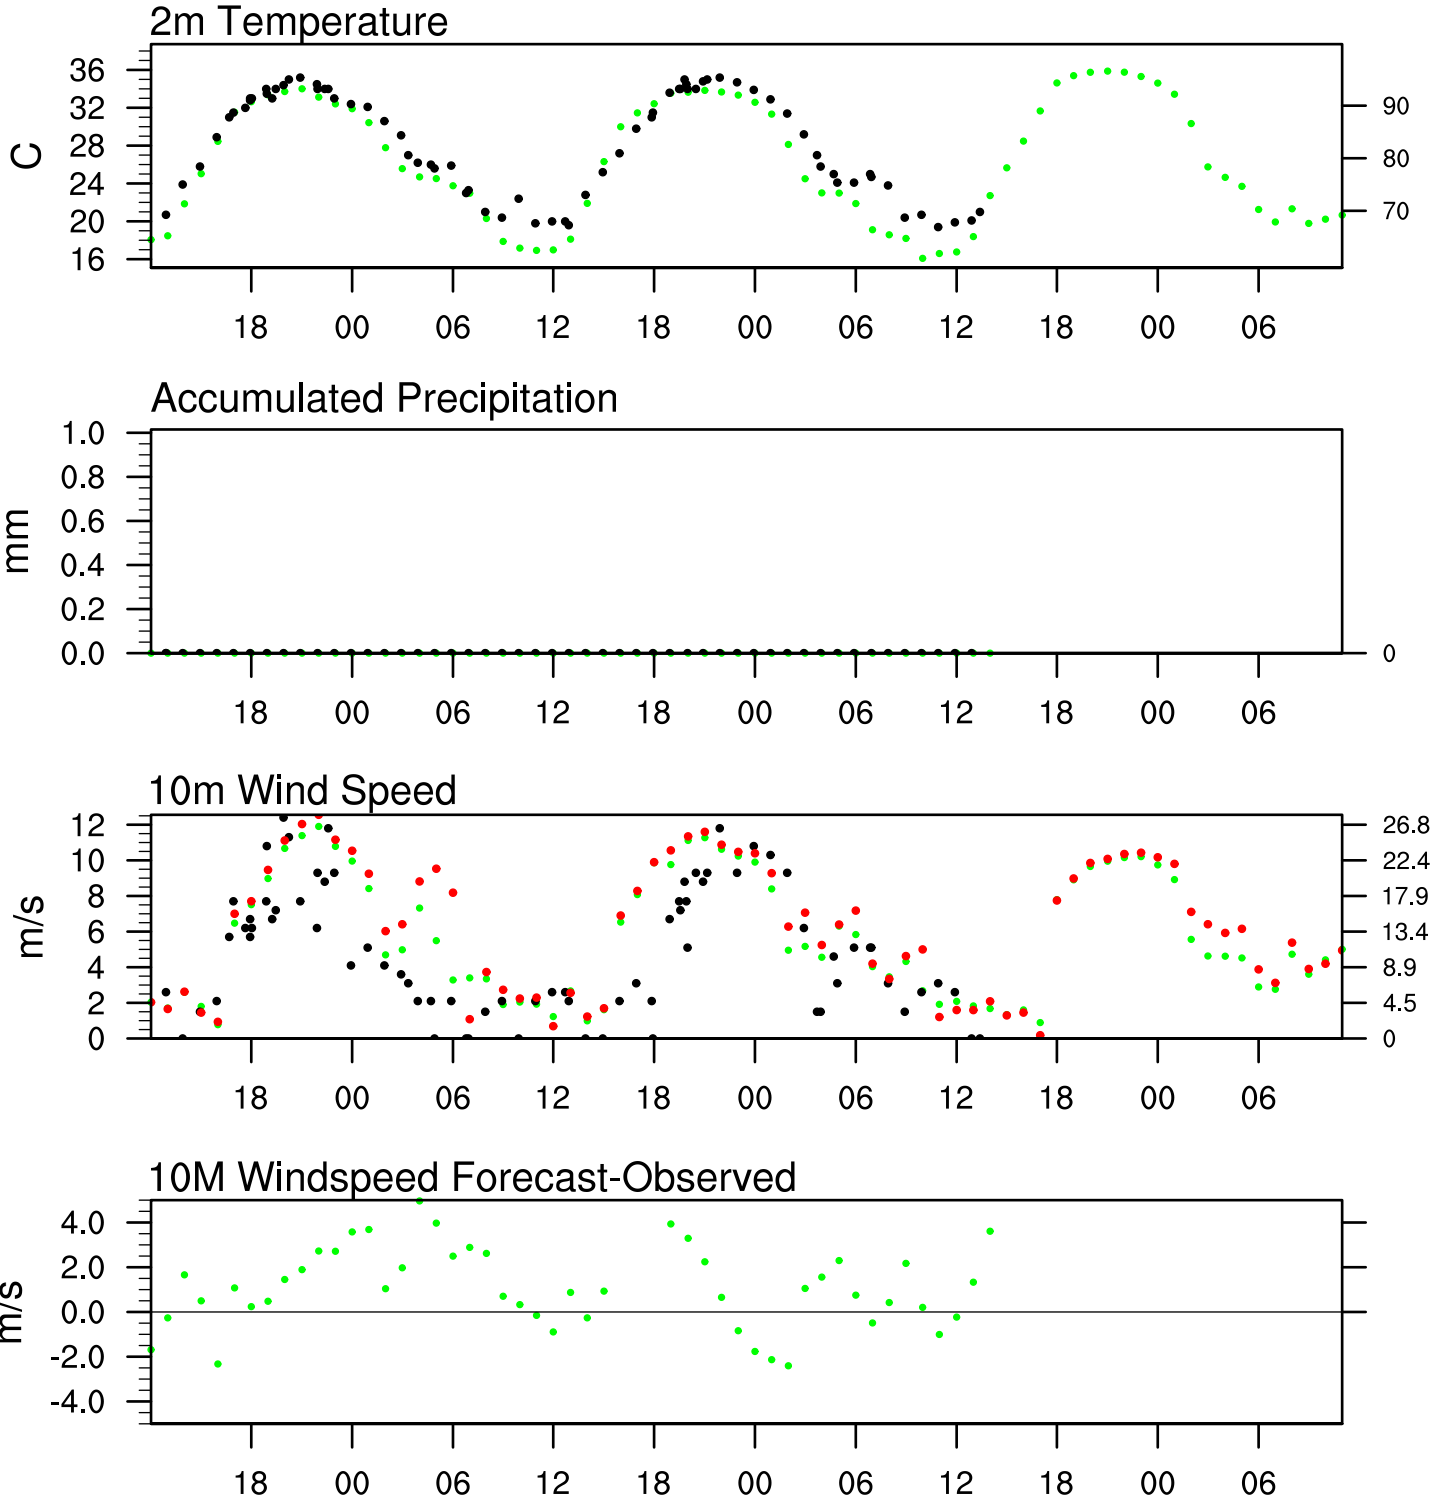 2m Temperature
36
32
28
24
20
16
C
90
80
70
18 00 06 12 18 00 06 12 18 00 06
Accumulated Precipitation
1.0
0.8
0.6
0.4
0.2
0.0
mm
0
18 00 06 12 18 00 06 12 18 00 06
10m Wind Speed
12
10
8
6
4
2
0
m/s
26.8
22.4
17.9
13.4
8.9
4.5
0
18 00 06 12 18 00 06 12 18 00 06
10M Windspeed Forecast-Observed
4.0
2.0
0.0
-2.0
-4.0
m/s
18 00 06 12 18 00 06 12 18 00 06